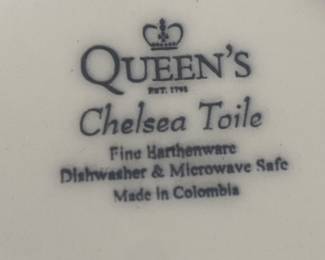 QUEEN'S
EST. 1795
Chelsea Toile
Fine Earthenware
Dishwasher & Microwave Safe
Made in Colombia